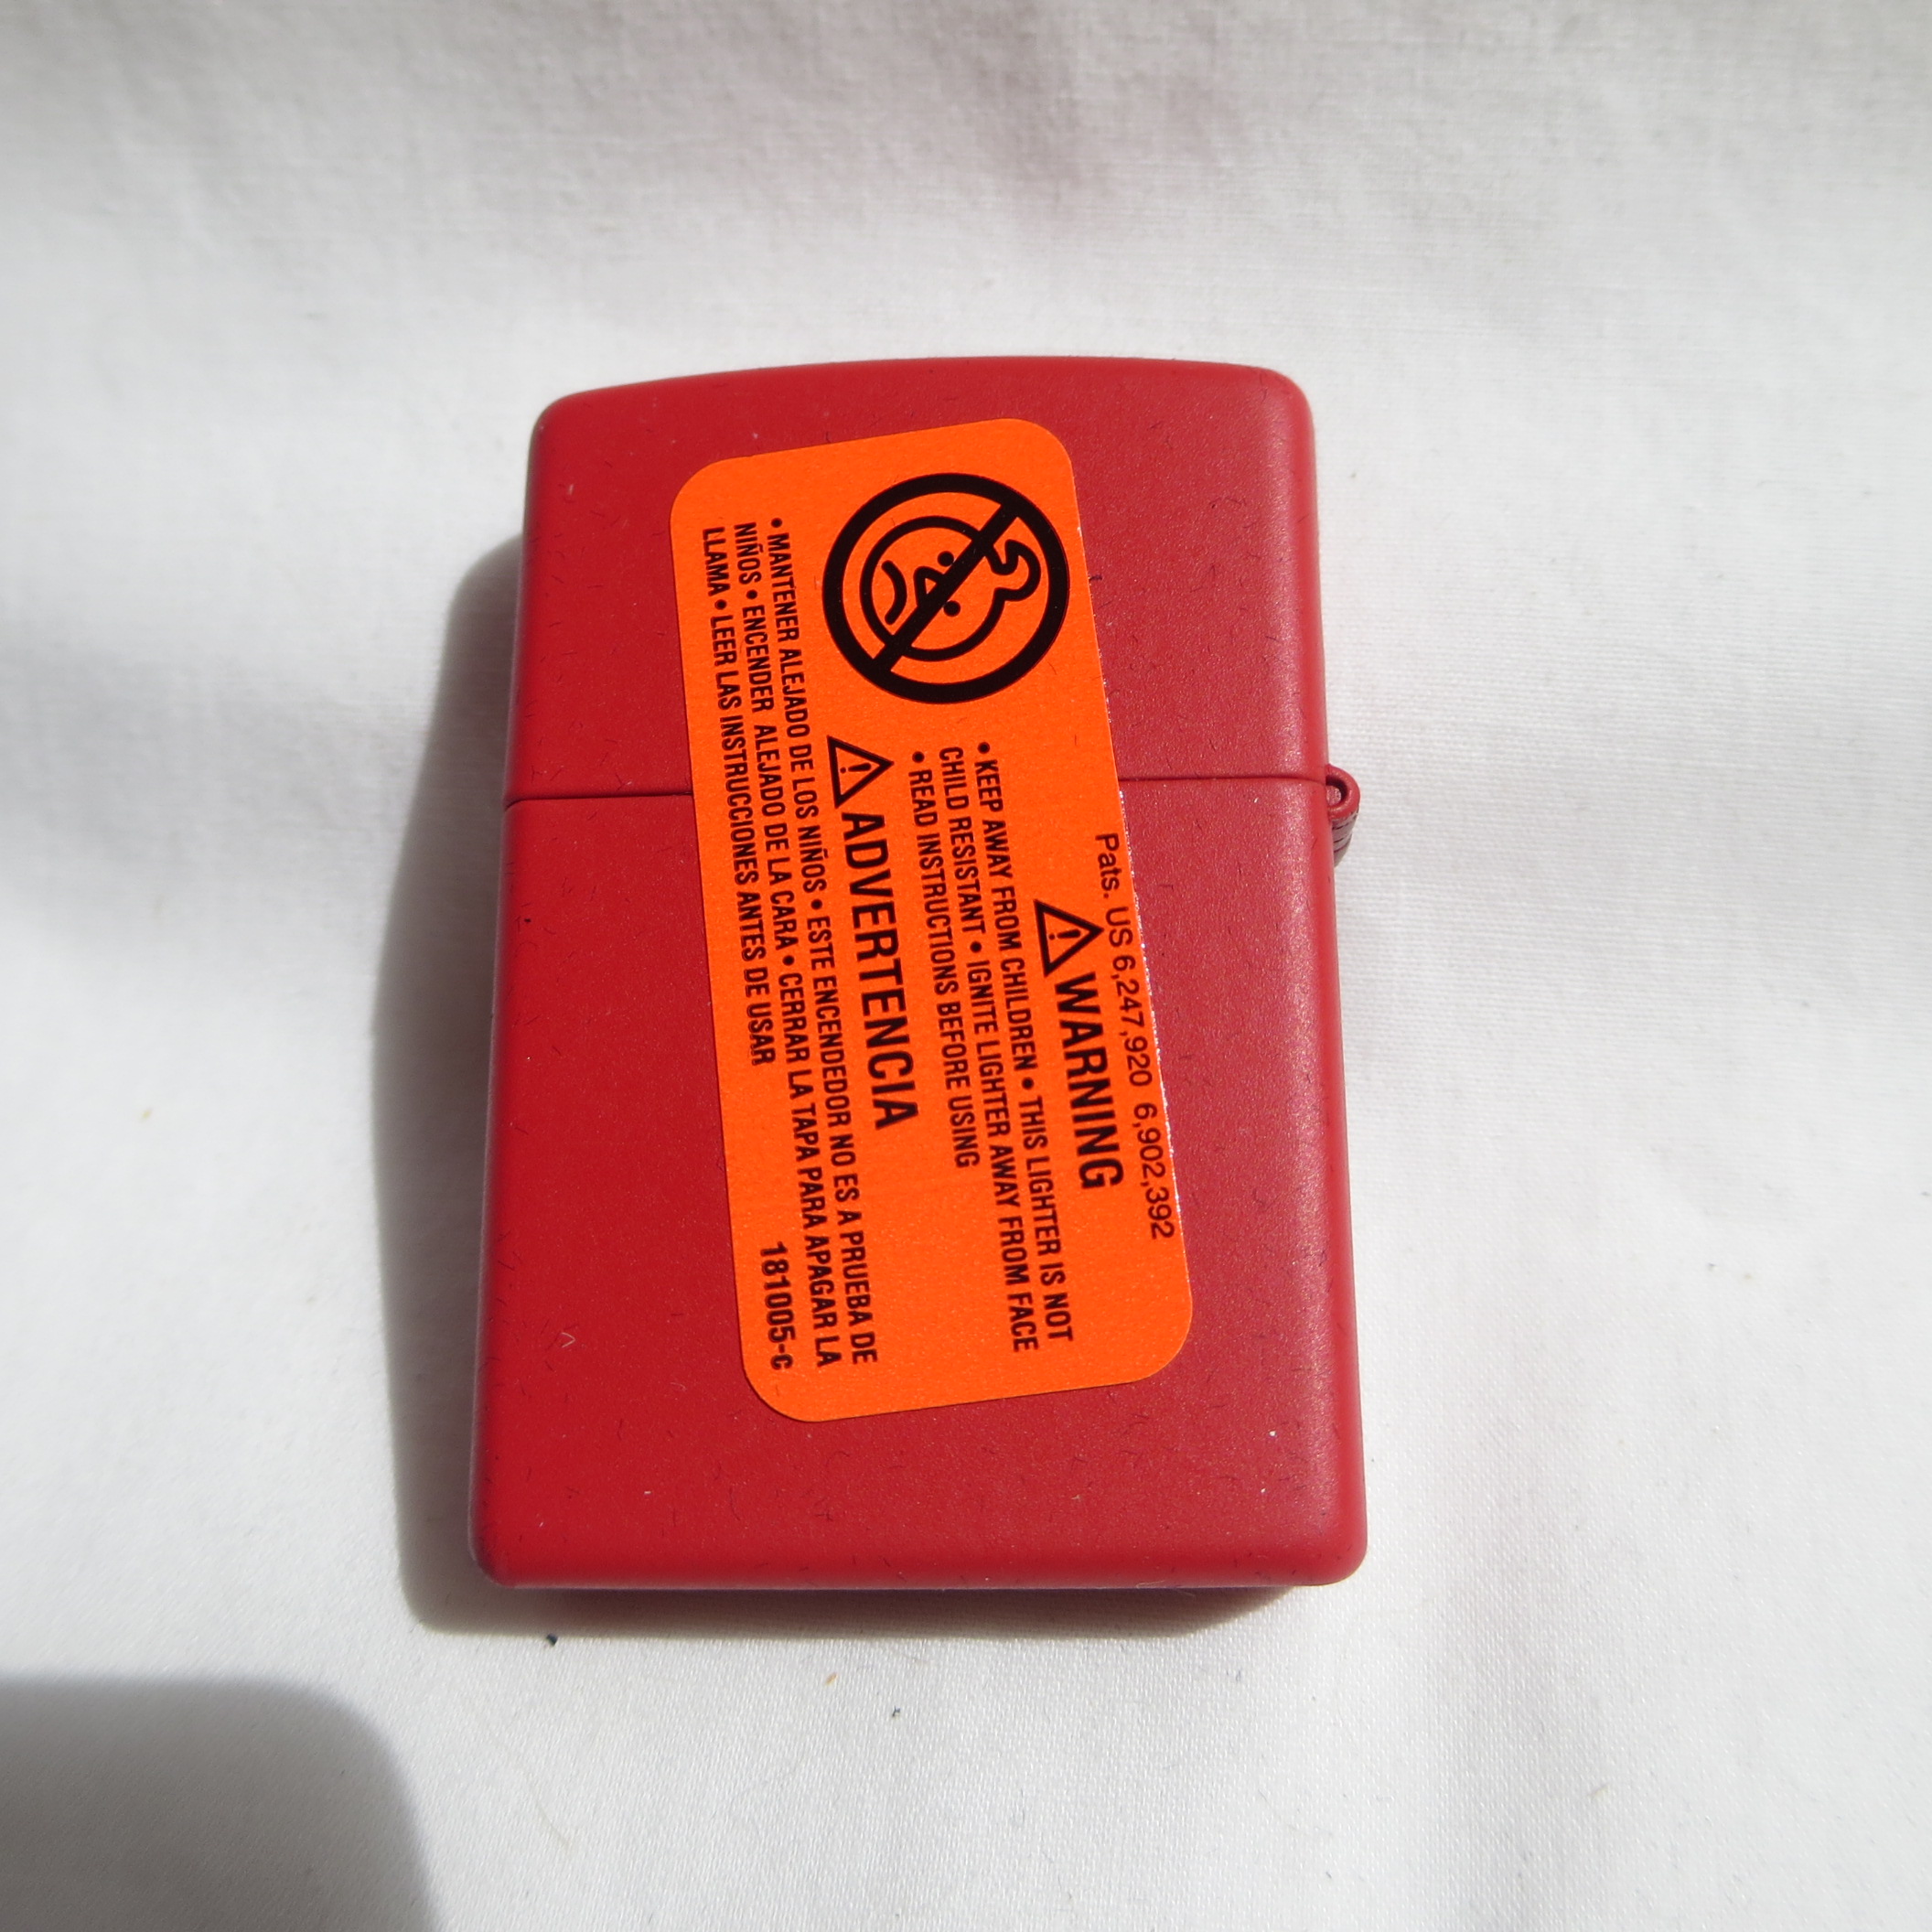 Pats. US 6,247,920 6,902,392
WARNING
• KEEP AWAY FROM CHILDREN • THIS LIGHTER IS NOT
CHILD RESISTANT • IGNITE LIGHTER AWAY FROM FACE
• READ INSTRUCTIONS BEFORE USING
ADVERTENCIA
• MANTENER ALEJADO DE LOS NIÑOS • ESTE ENCENDEDOR NO ES A PRUEBA DE
NIÑOS • ENCENDER ALEJADO DE LA CARA • CERRAR LA TAPA PARA APAGAR LA
LLAMA • LEER LAS INSTRUCCIONES ANTES DE USAR
181005-c